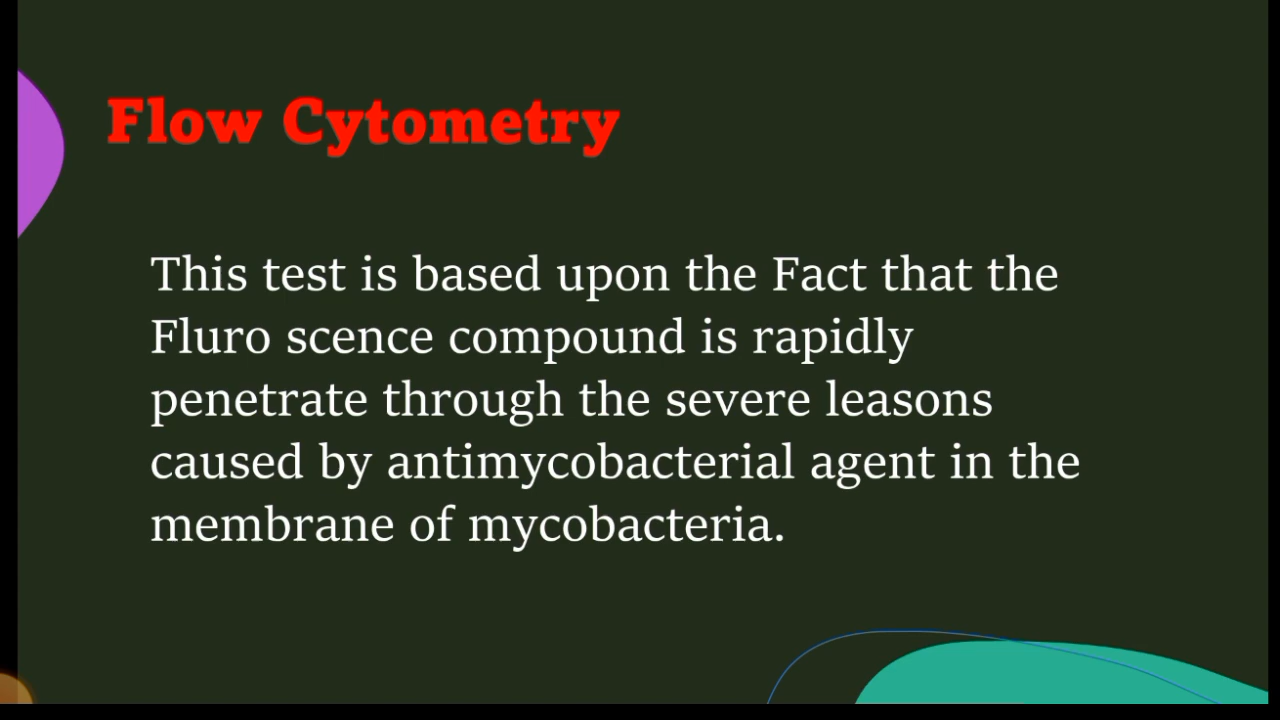 Flow Cytometry
This test is based upon the Fact that the
Fluro scence compound is rapidly
penetrate through the severe leasons
caused by antimycobacterial agent in the
membrane of mycobacteria.